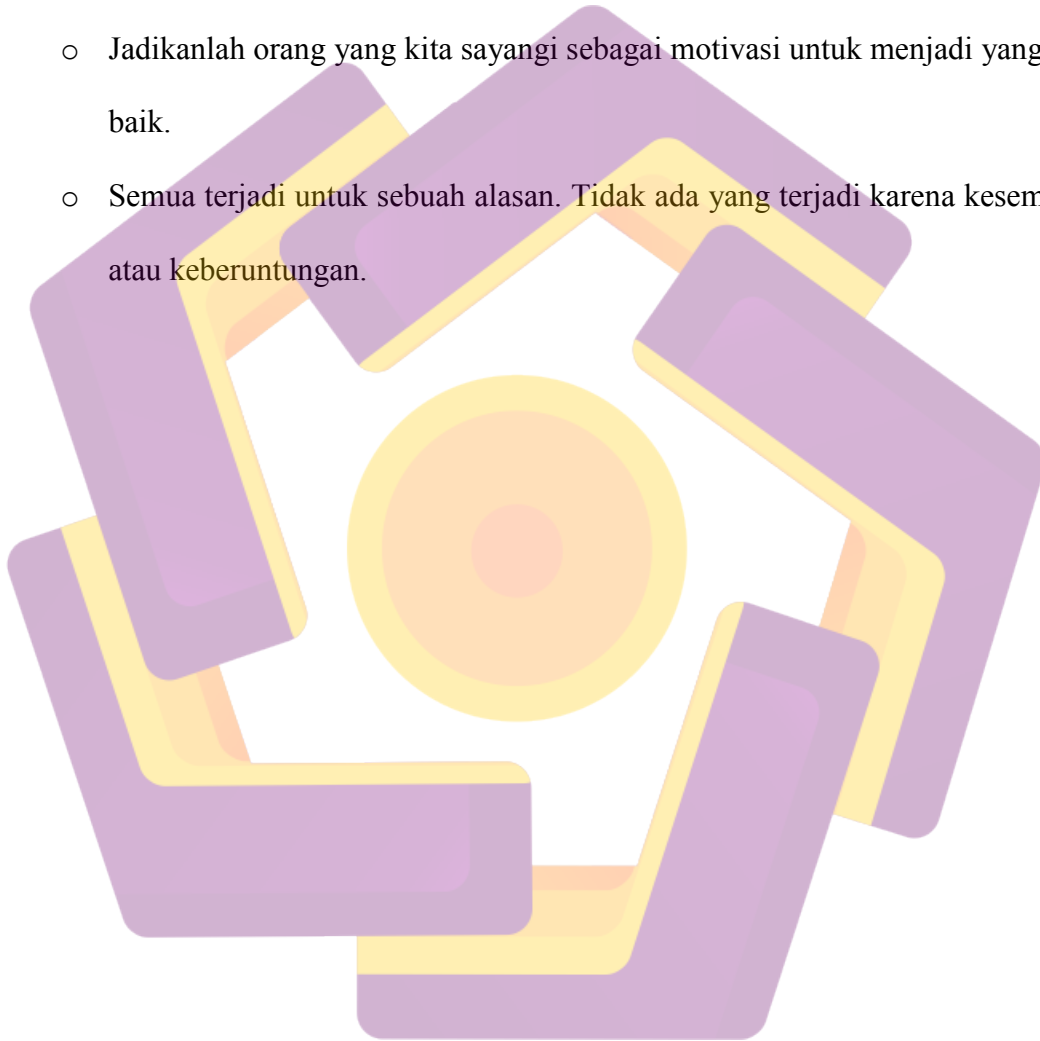 o Jadikanlah orang yang kita sayangi sebagai motivasi untuk menjadi yang
baik.
o Semua terjadi untuk sebuah alasan. Tidak ada yang terjadi karena kesem
atau keberuntungan.